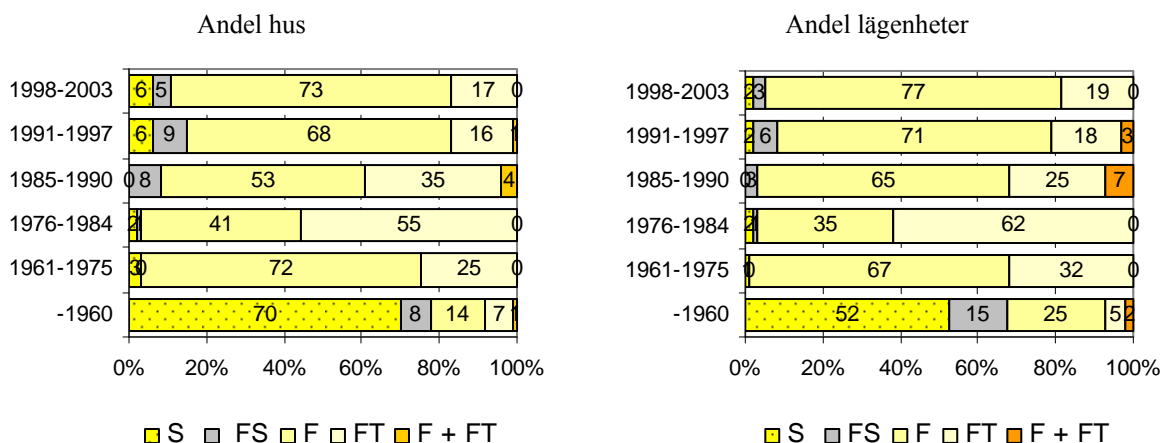 Andel hus
1998-2003 6 5 73 17 0
1991-1997 6 9 68 16 1
1985-1990 0 8 53 35 4
1976-1984 2 1 41 55 0
1961-1975 3 0 72 25 0
-1960 70 8 14 7 1
0% 20% 40% 60% 80% 100%
S FS F FT F + FT
Andel lägenheter
1998-2003 2 3 77 19 0
1991-1997 2 6 71 18 3
1985-1990 0 3 65 25 7
1976-1984 2 1 35 62 0
1961-1975 1 0 67 32 0
-1960 52 15 25 5 2
0% 20% 40% 60% 80% 100%
S FS F FT F + FT